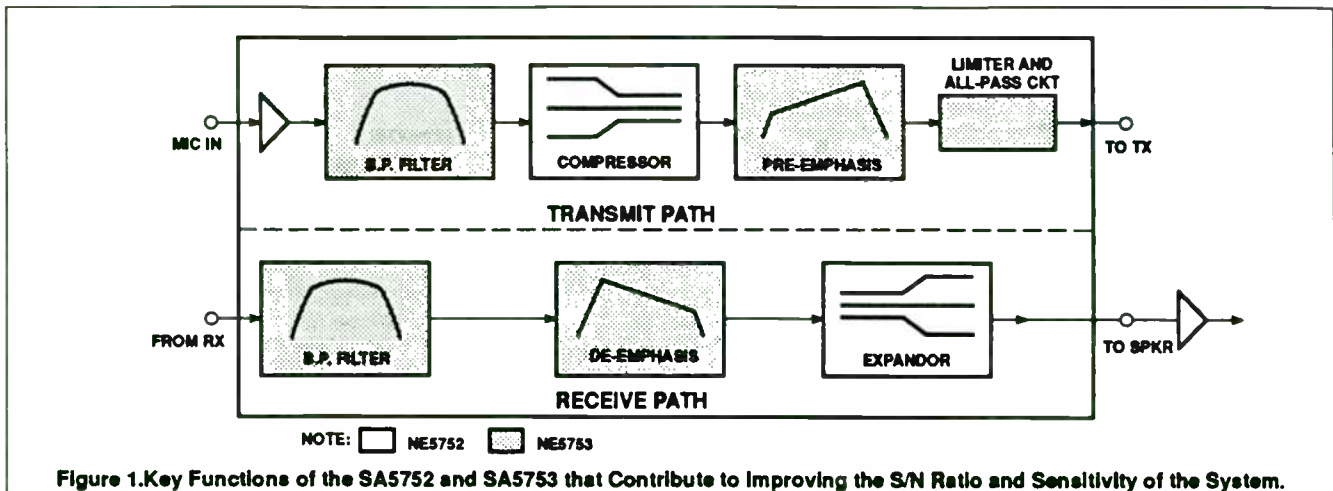 LIMITER AND
ALL-PASS CKT
MIC IN
B.P. FILTER
COMPRESSOR
PRE-EMPHASIS
TO TX
TRANSMIT PATH
FROM RX
B.P. FILTER
DE-EMPHASIS
EXPANDOR
TO SPKR
RECEIVE PATH
NOTE: NE5752 NE5753
Figure 1.Key Functions of the SA5752 and SA5753 that Contribute to Improving the S/N Ratio and Sensitivity of the System.